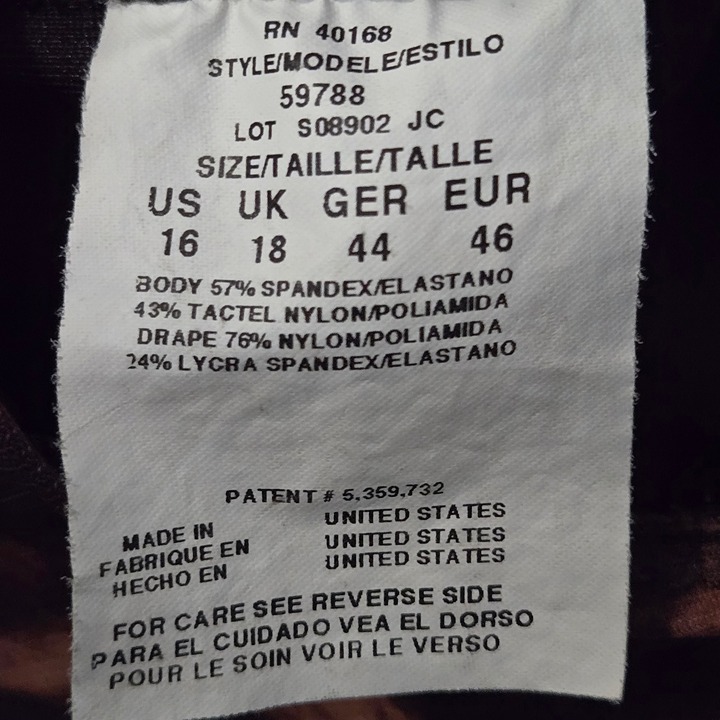 RN 40168
STYLE/MODELE/ESTILO
59788
LOT S08902 JC
SIZE/TAILLE/TALLE
US UK GER EUR
16 18 44 46
BODY 57% SPANDEX/ELASTANO
43% TACTEL NYLON/POLIAMIDA
DRAPE 76% NYLON/POLIAMIDA
24% LYCRA SPANDEX/ELASTANO
PATENT # 5,359,732
MADE IN UNITED STATES
FABRIQUE EN UNITED STATES
HECHO EN UNITED STATES
FOR CARE SEE REVERSE SIDE
PARA EL CUIDADO VEA EL DORSO
POUR LE SOIN VOIR LE VERSO